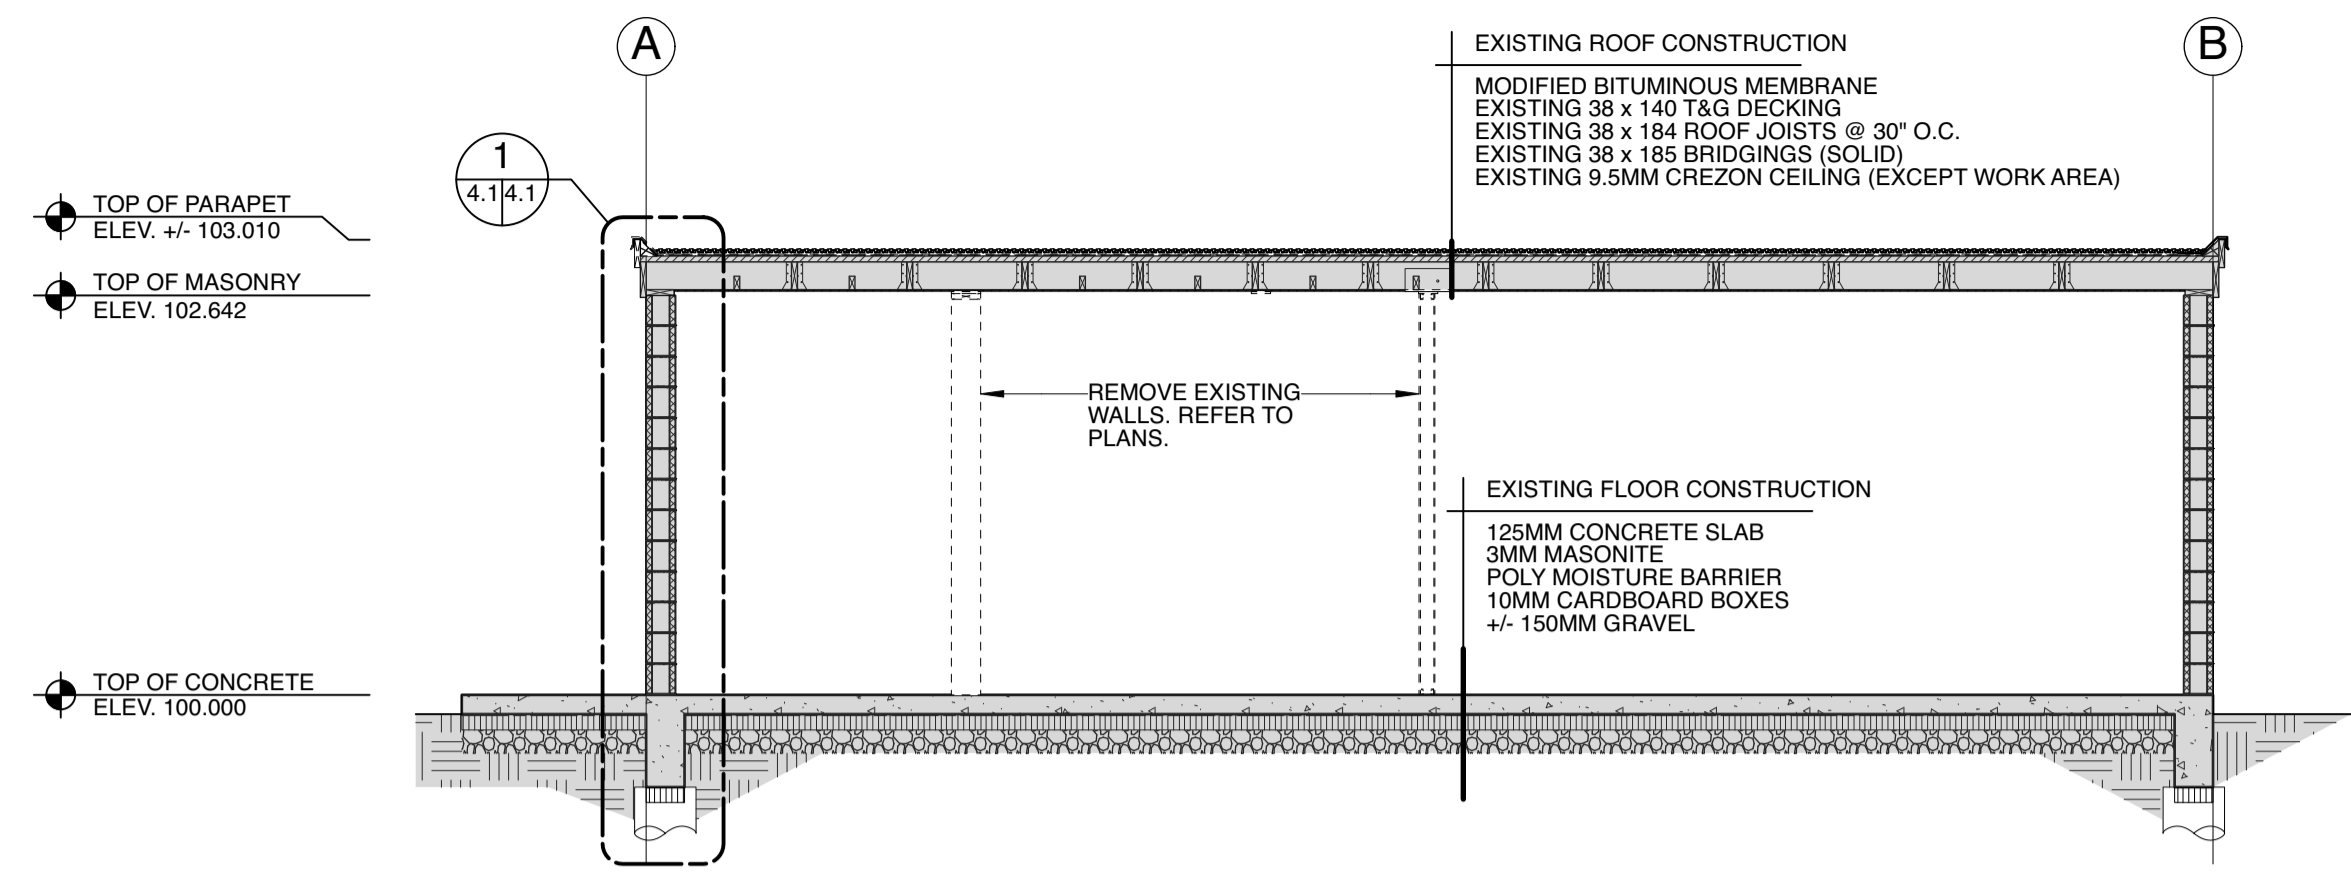 A
B
EXISTING ROOF CONSTRUCTION
MODIFIED BITUMINOUS MEMBRANE
EXISTING 38 x 140 T&G DECKING
EXISTING 38 x 184 ROOF JOISTS @ 30" O.C.
EXISTING 38 x 185 BRIDGINGS (SOLID)
EXISTING 9.5MM CREZON CEILING (EXCEPT WORK AREA)
1
4.1 4.1
TOP OF PARAPET
ELEV. +/- 103.010
TOP OF MASONRY
ELEV. 102.642
REMOVE EXISTING
WALLS. REFER TO
PLANS.
EXISTING FLOOR CONSTRUCTION
125MM CONCRETE SLAB
3MM MASONITE
POLY MOISTURE BARRIER
10MM CARDBOARD BOXES
+/- 150MM GRAVEL
TOP OF CONCRETE
ELEV. 100.000